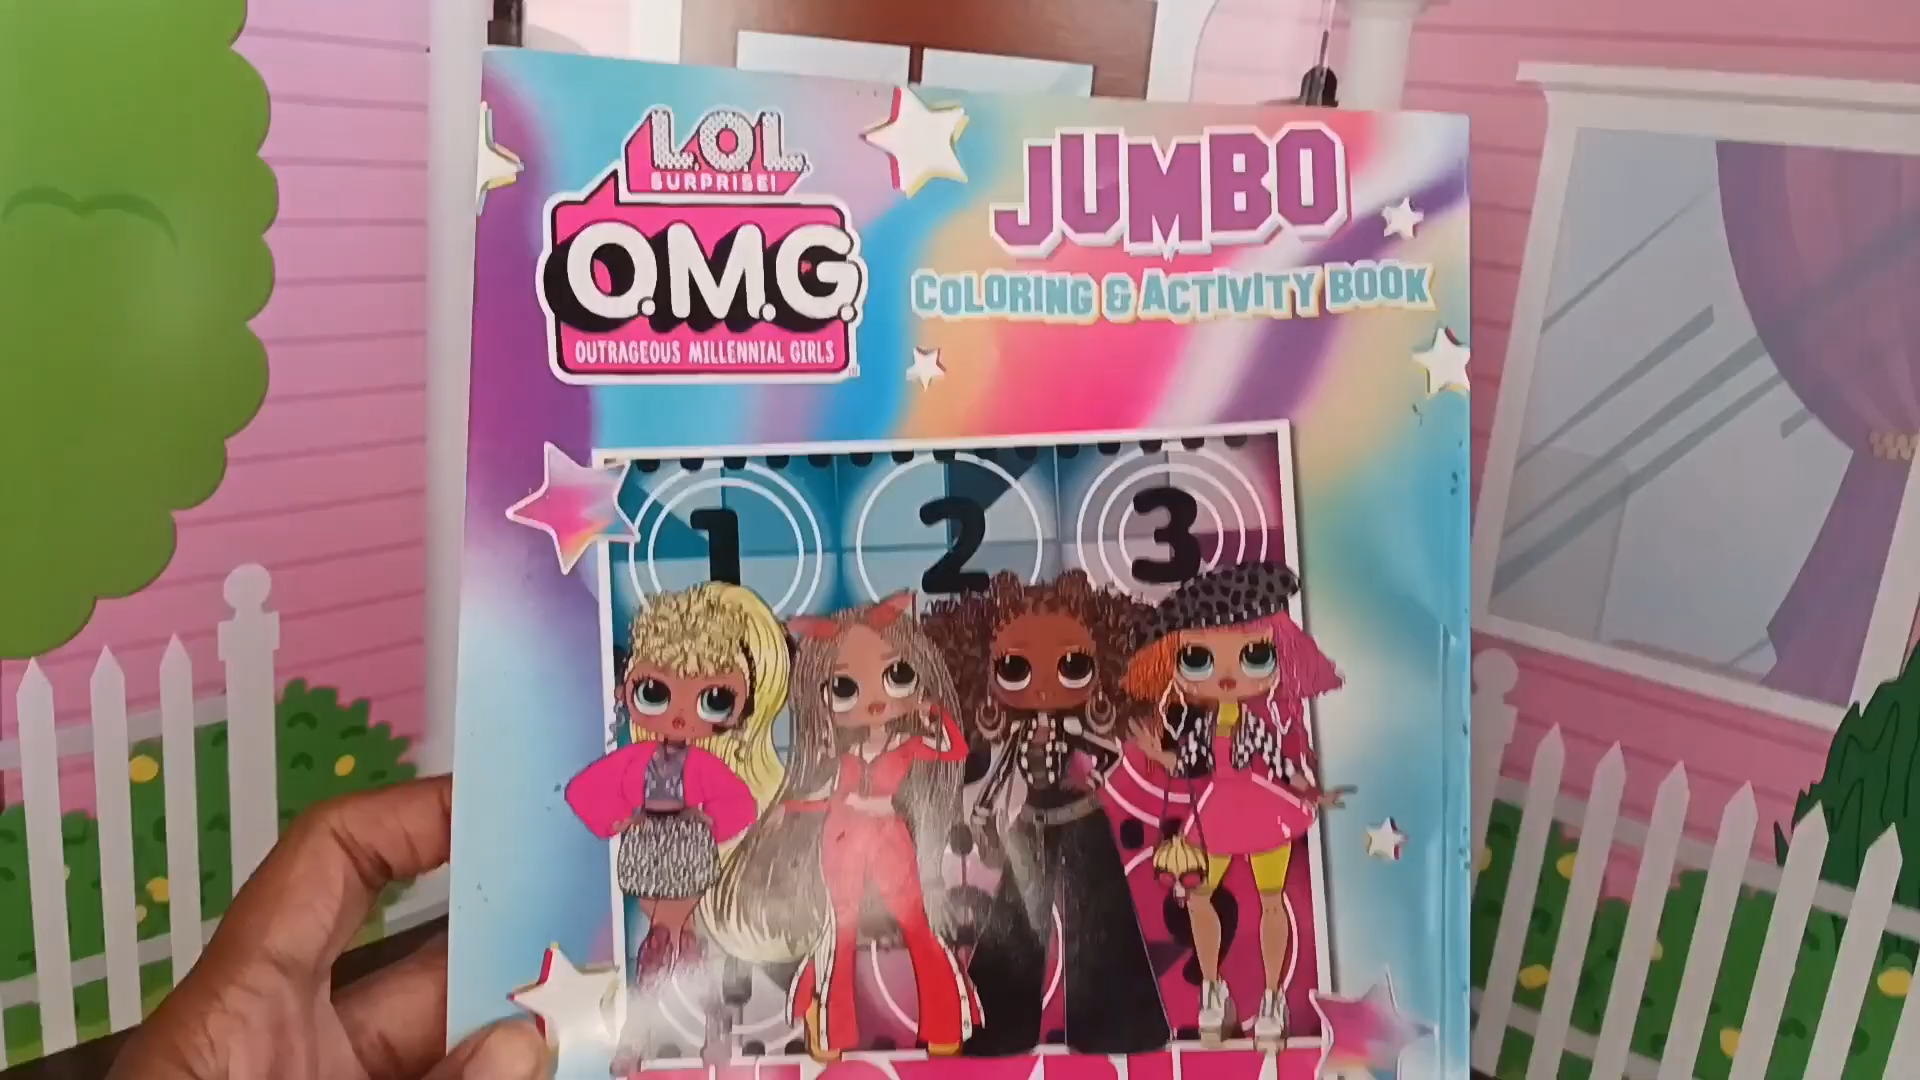 L.O.L.
SURPRISE!
O.M.G.
OUTRAGEOUS MILLENNIAL GIRLS
JUMBO
COLORING & ACTIVITY BOOK
1 2 3